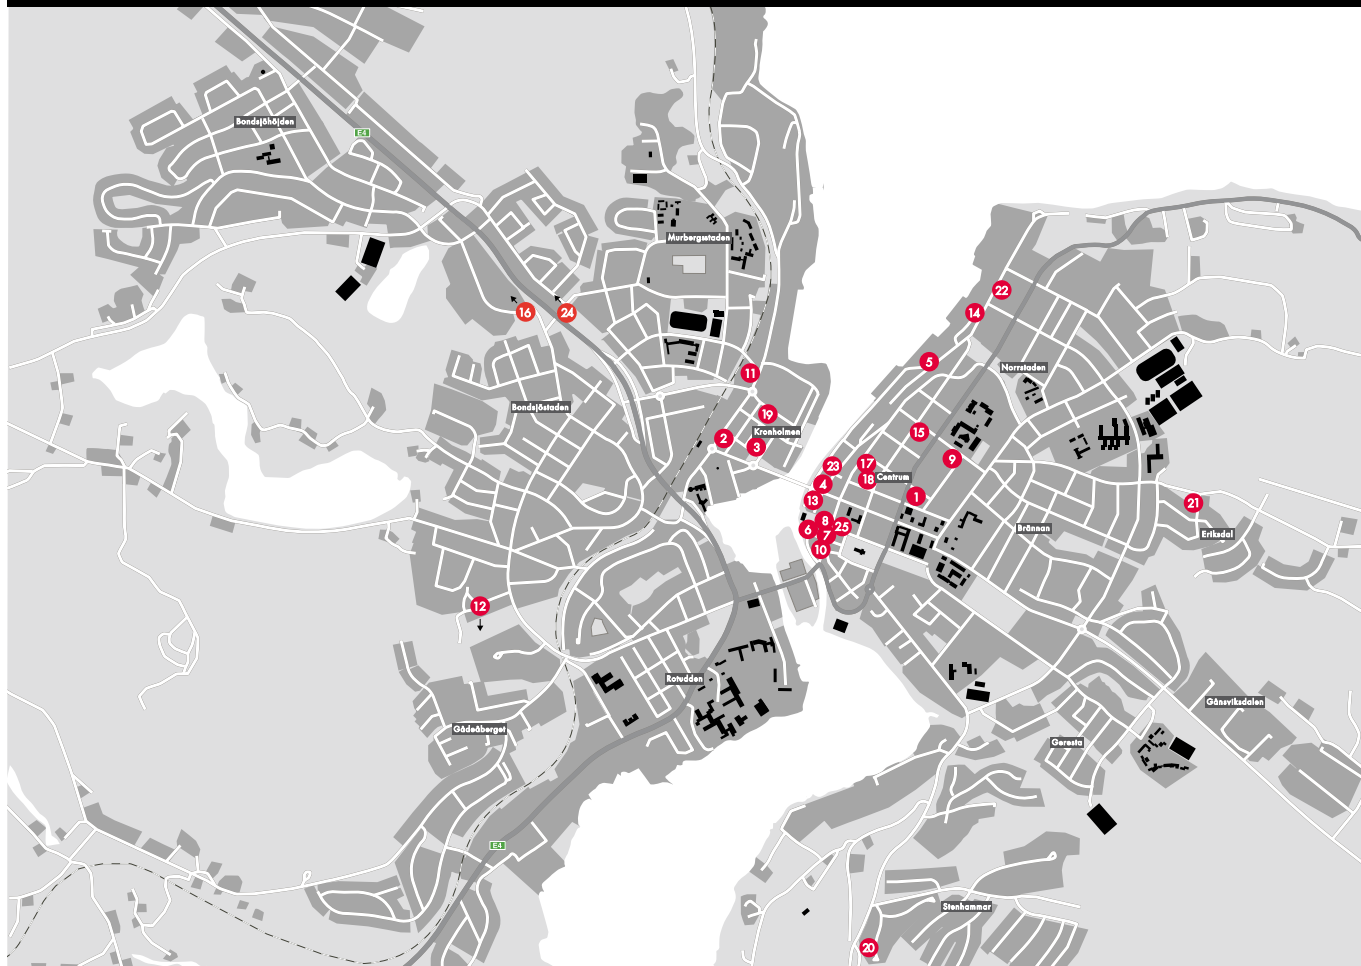 Bondsjöhöjden
E4
Murbergsstaden
22
16
24
14
5
Norrstaden
11
Bondsjöstaden
19
Kronholmen
15
2
3
9
23
17
18
Centrum
4
1
13
21
8
6
25
7
Brännan
Eriksdal
10
12
Rotudden
Gånsviksdalen
Gådeåberget
Geresta
E4
Stenhammar
20